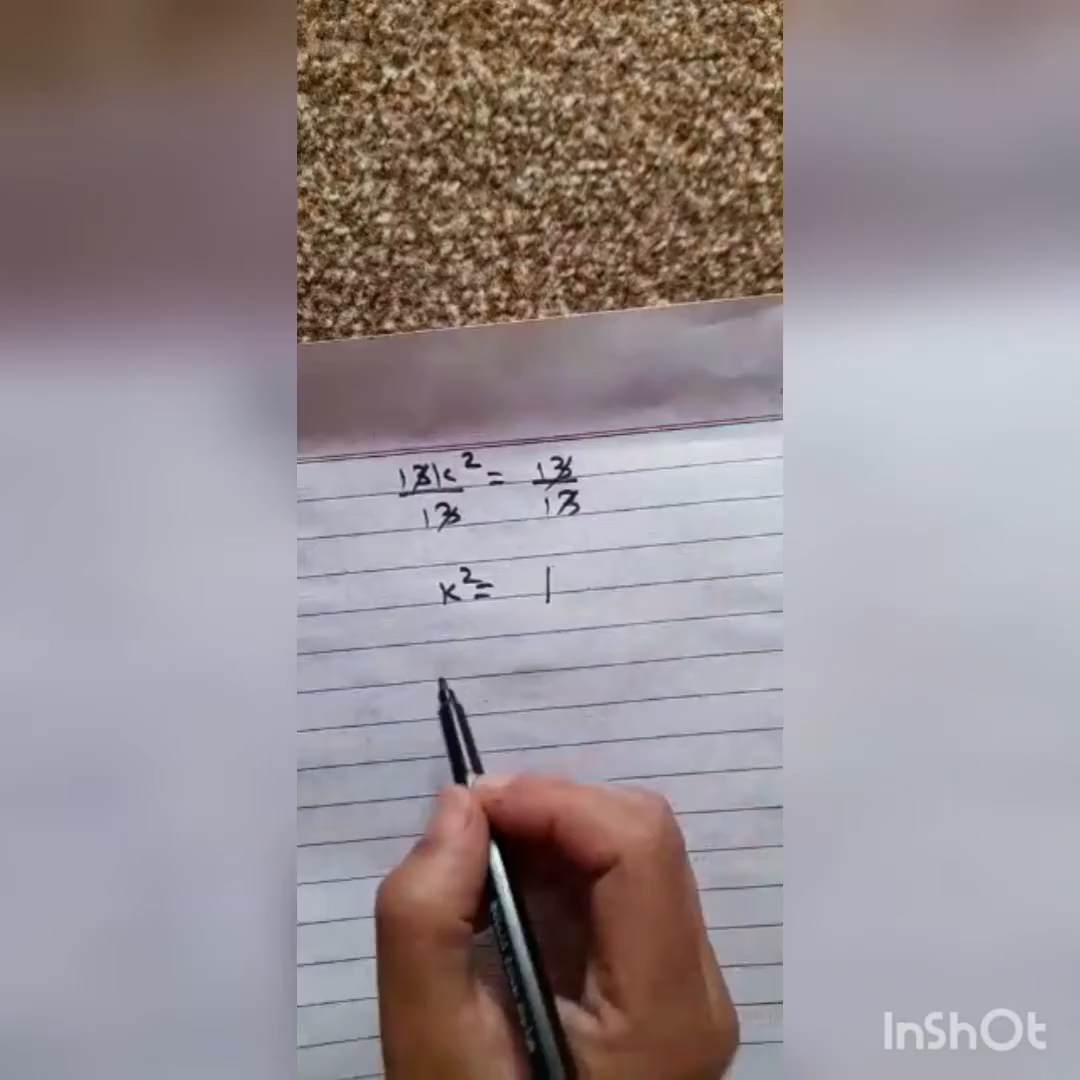 13k² = 13
13 13
k² = 1
InShOt